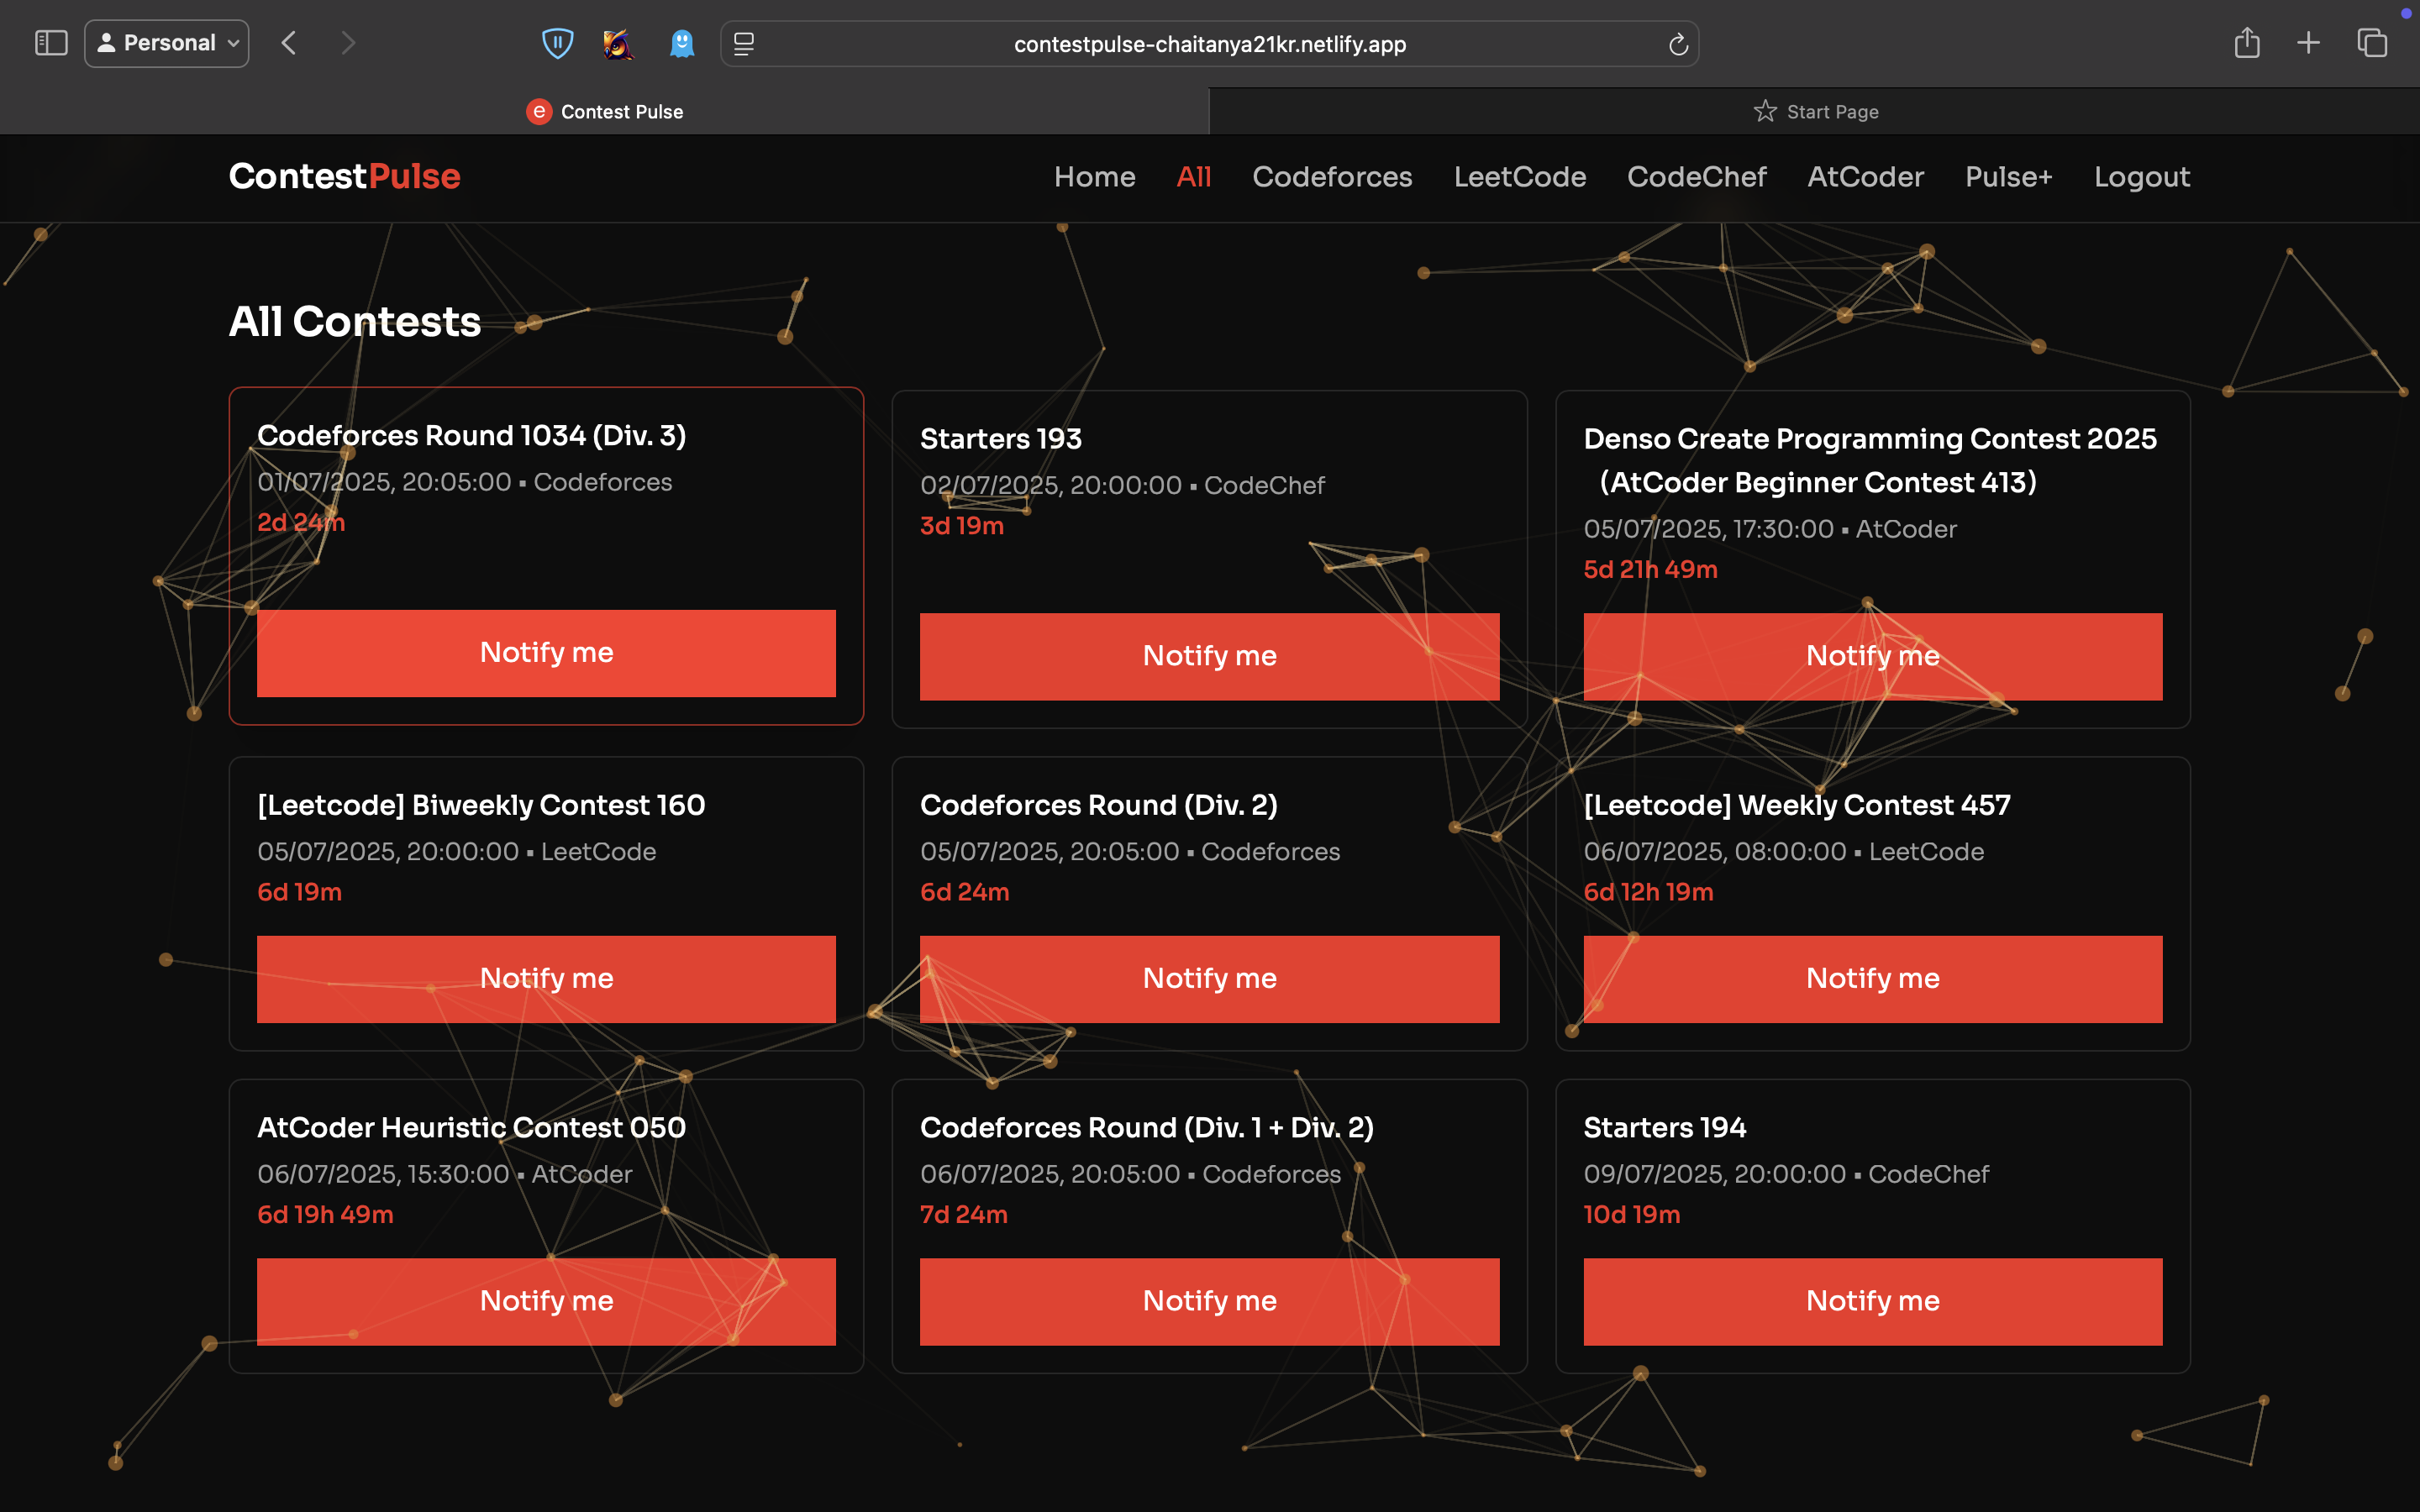 Personal
contestpulse-chaitanya21kr.netlify.app
e Contest Pulse
Start Page
ContestPulse
Home All Codeforces LeetCode CodeChef AtCoder Pulse+ Logout
All Contests
Codeforces Round 1034 (Div. 3)
01/07/2025, 20:05:00 ▪ Codeforces
2d 24m
Notify me
Starters 193
02/07/2025, 20:00:00 ▪ CodeChef
3d 19m
Notify me
Denso Create Programming Contest 2025
（AtCoder Beginner Contest 413）
05/07/2025, 17:30:00 ▪ AtCoder
5d 21h 49m
Notify me
[Leetcode] Biweekly Contest 160
05/07/2025, 20:00:00 ▪ LeetCode
6d 19m
Notify me
Codeforces Round (Div. 2)
05/07/2025, 20:05:00 ▪ Codeforces
6d 24m
Notify me
[Leetcode] Weekly Contest 457
06/07/2025, 08:00:00 ▪ LeetCode
6d 12h 19m
Notify me
AtCoder Heuristic Contest 050
06/07/2025, 15:30:00 ▪ AtCoder
6d 19h 49m
Notify me
Codeforces Round (Div. 1 + Div. 2)
06/07/2025, 20:05:00 ▪ Codeforces
7d 24m
Notify me
Starters 194
09/07/2025, 20:00:00 ▪ CodeChef
10d 19m
Notify me